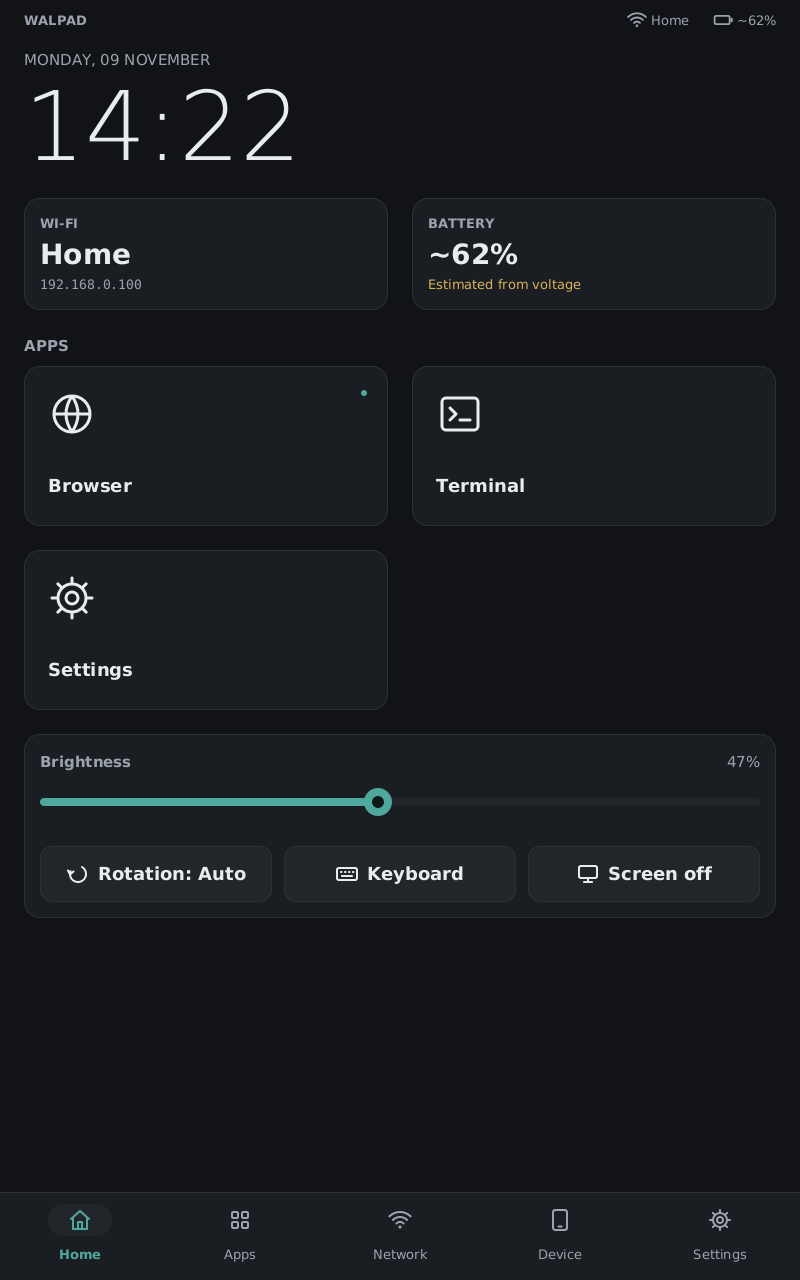 WALPAD
Home
~62%
MONDAY, 09 NOVEMBER
14:22
WI-FI
Home
192.168.0.100
BATTERY
~62%
Estimated from voltage
APPS
Browser
Terminal
Settings
Brightness
47%
Rotation: Auto
Keyboard
Screen off
Home
Apps
Network
Device
Settings